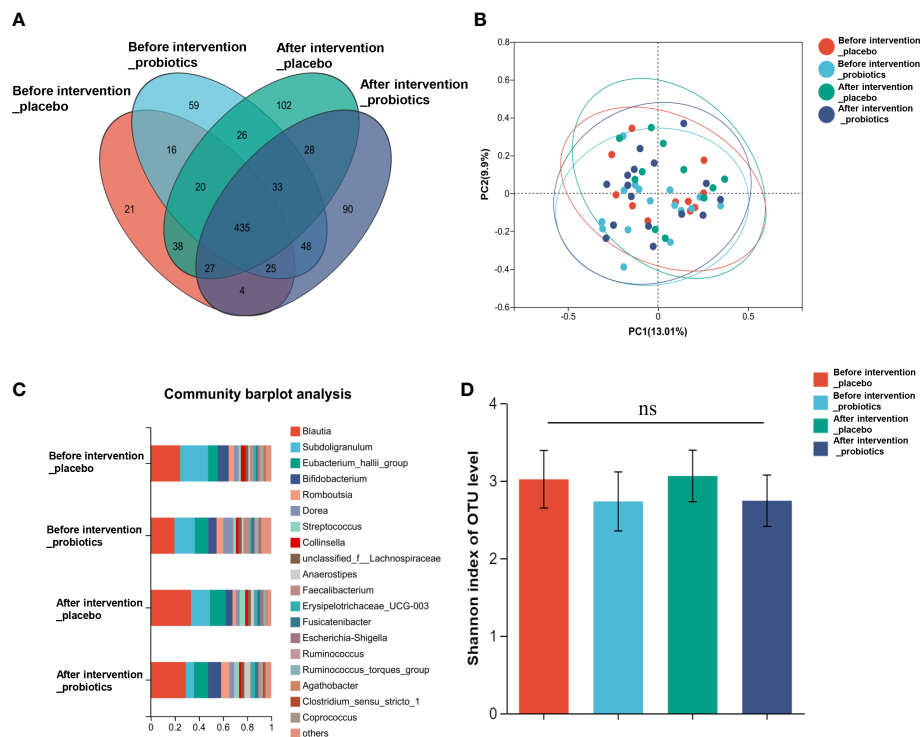 A
Before intervention
_placebo
Before intervention
_probiotics
After intervention
_placebo
After intervention
_probiotics
59
102
16
26
28
21
20
33
90
435
38
48
27
25
4
B
0.8
0.6
0.4
0.2
0
-0.2
-0.4
-0.6
PC2(9.9%)
-0.5
0
0.5
PC1(13.01%)
Before intervention
_placebo
Before intervention
_probiotics
After intervention
_placebo
After intervention
_probiotics
C
Community barplot analysis
Before intervention
_placebo
Before intervention
_probiotics
After intervention
_placebo
After intervention
_probiotics
0 0.2 0.4 0.6 0.8 1
Blautia
Subdoligranulum
Eubacterium_hallii_group
Bifidobacterium
Romboutsia
Dorea
Streptococcus
Collinsella
unclassified_f__Lachnospiraceae
Anaerostipes
Faecalibacterium
Erysipelotrichaceae_UCG-003
Fusicatenibacter
Escherichia-Shigella
Ruminococcus
Ruminococcus_torques_group
Agathobacter
Clostridium_sensu_stricto_1
Coprococcus
others
D
Shannon index of OTU level
4
3
2
1
0
ns
Before intervention
_placebo
Before intervention
_probiotics
After intervention
_placebo
After intervention
_probiotics